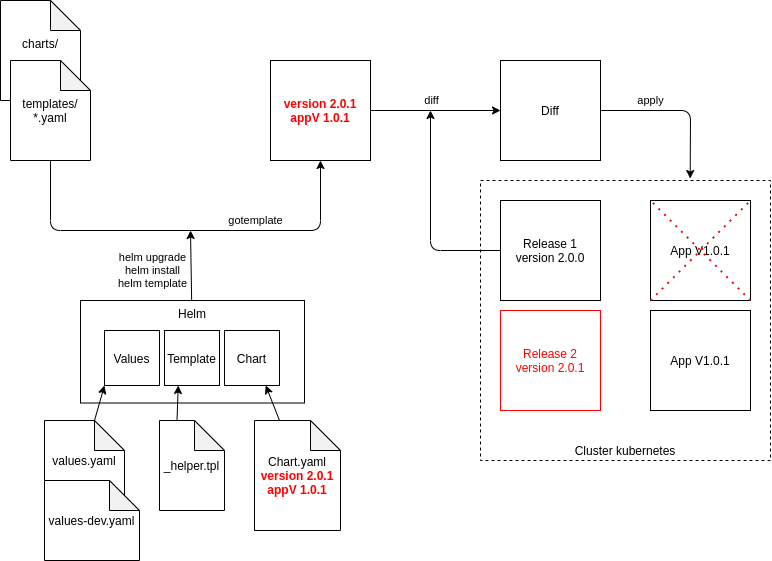 charts/
templates/
*.yaml
version 2.0.1
appV 1.0.1
diff
Diff
apply
gotemplate
helm upgrade
helm install
helm template
Release 1
version 2.0.0
App V1.0.1
Helm
Values
Template
Chart
Release 2
version 2.0.1
App V1.0.1
values.yaml
_helper.tpl
Chart.yaml
version 2.0.1
appV 1.0.1
Cluster kubernetes
values-dev.yaml